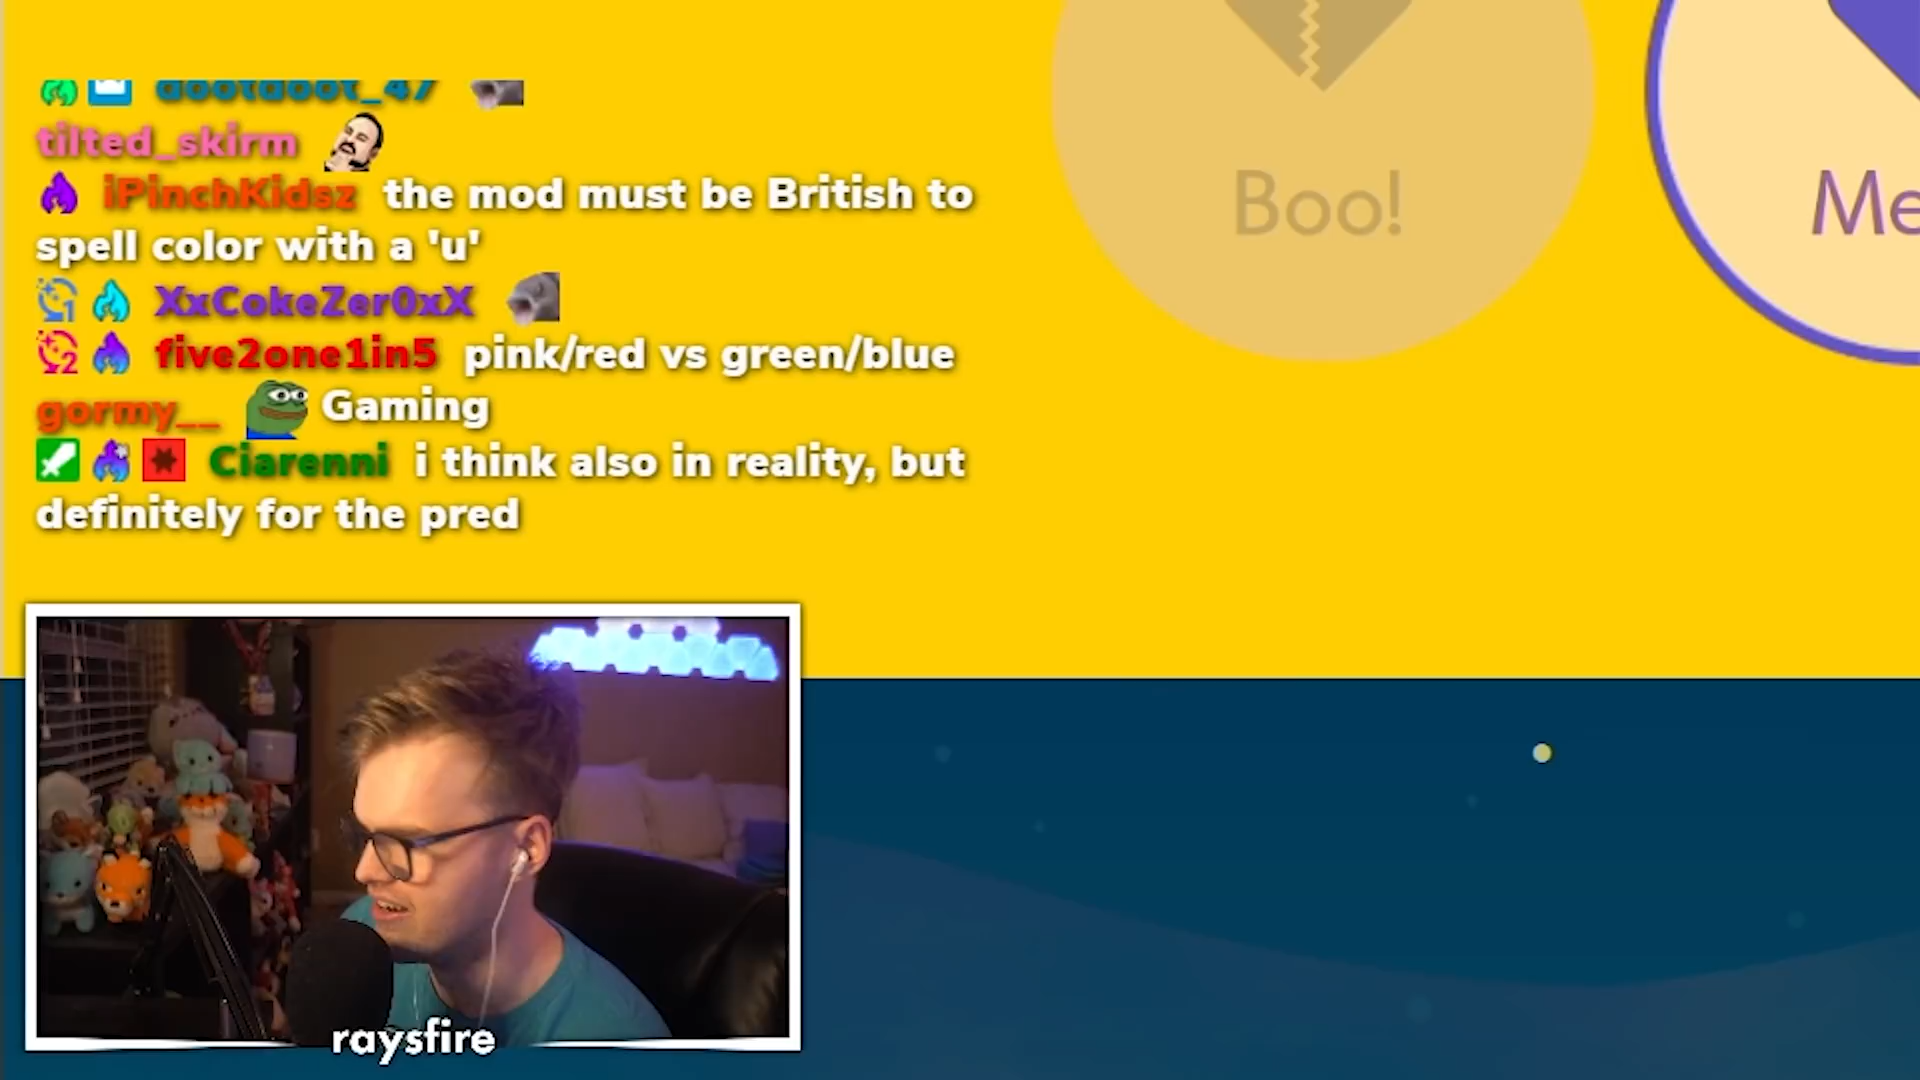 dootdoot_47
tilted_skirm
iPinchKidsz the mod must be British to
spell color with a 'u'
XxCokeZer0xX
five2one1in5 pink/red vs green/blue
gormy__ Gaming
Ciarenni i think also in reality, but
definitely for the pred
Boo!
raysfire